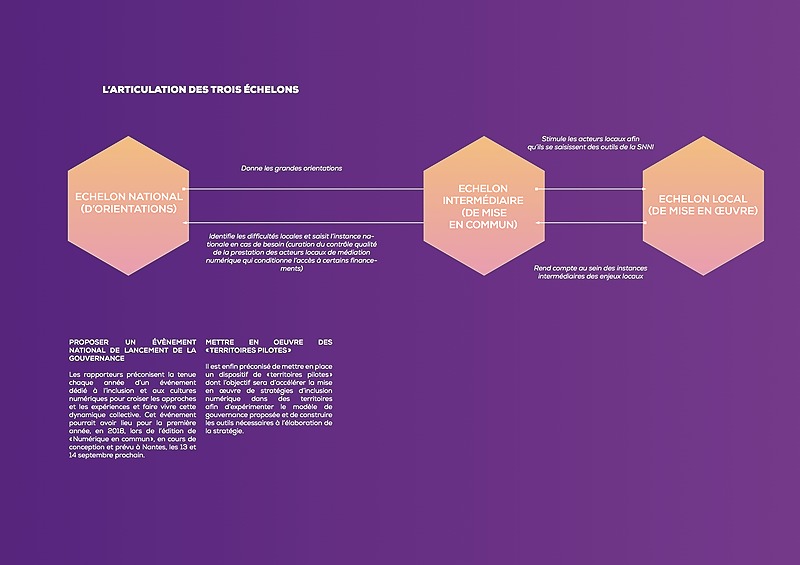 L'ARTICULATION DES TROIS ÉCHELONS
ECHELON NATIONAL
(D'ORIENTATIONS)
Donne les grandes orientations
Identifie les difficultés locales et saisit l'instance na-
tionale en cas de besoin (curation du contrôle qualité
de la prestation des acteurs locaux de médiation
numérique qui conditionne l'accès à certains finance-
ments)
ECHELON
INTERMÉDIAIRE
(DE MISE
EN COMMUN)
Stimule les acteurs locaux afin
qu'ils se saisissent des outils de la SNNI
Rend compte au sein des instances
intermédiaires des enjeux locaux
ECHELON LOCAL
(DE MISE EN ŒUVRE)
PROPOSER UN ÉVÈNEMENT
NATIONAL DE LANCEMENT DE LA
GOUVERNANCE
Les rapporteurs préconisent la tenue
chaque année d'un événement
dédié à l'inclusion et aux cultures
numériques pour croiser les approches
et les expériences et faire vivre cette
dynamique collective. Cet événement
pourrait avoir lieu pour la première
année, en 2018, lors de l'édition de
«Numérique en commun», en cours de
conception et prévu à Nantes, les 13 et
14 septembre prochain.
METTRE EN OEUVRE DES
«TERRITOIRES PILOTES»
Il est enfin préconisé de mettre en place
un dispositif de «territoires pilotes»
dont l'objectif sera d'accélérer la mise
en œuvre de stratégies d'inclusion
numérique dans des territoires
afin d'expérimenter le modèle de
gouvernance proposée et de construire
les outils nécessaires à l'élaboration de
la stratégie.